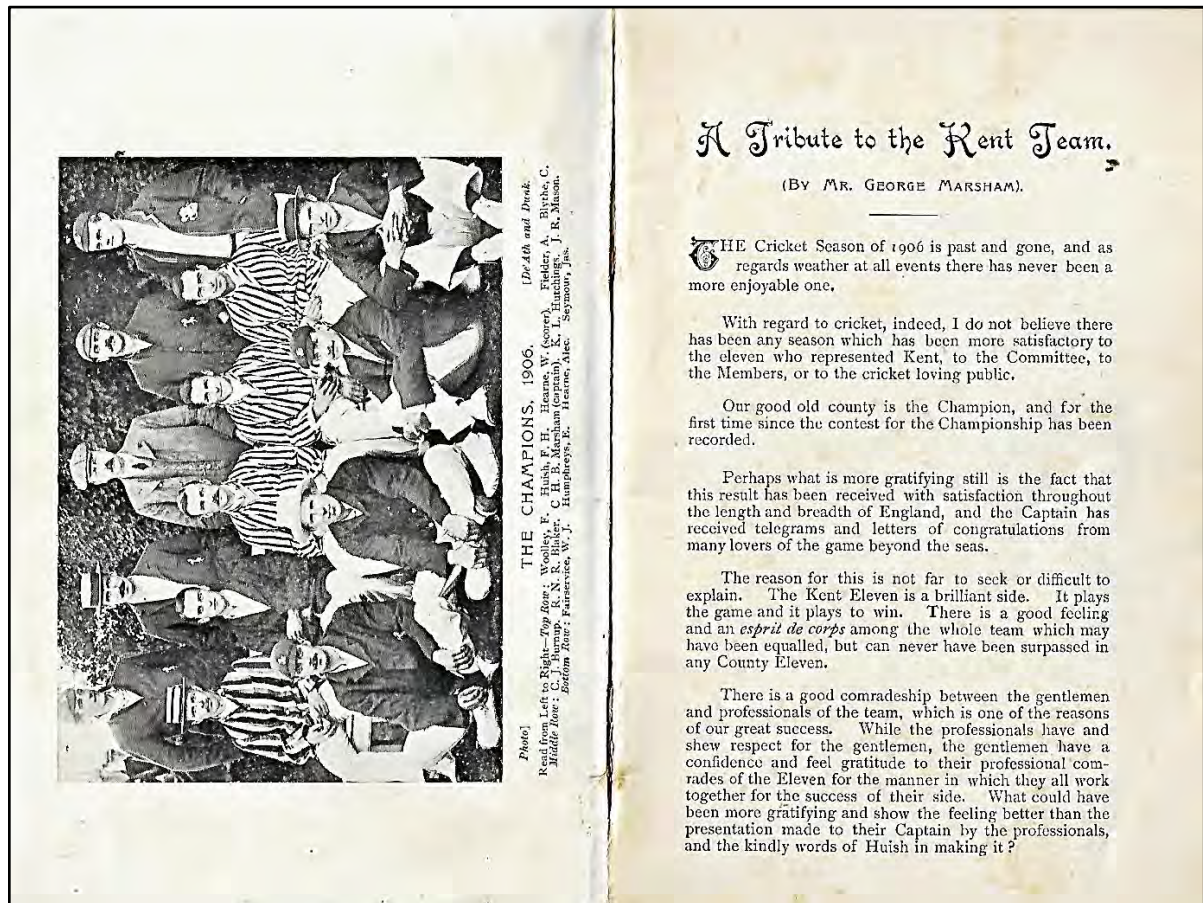 Photo] THE CHAMPIONS, 1906. [De'Ath and Dunk.
Read from Left to Right—Top Row: Woolley, F. Huish, F. H. Hearne, W. (scorer). Fielder, A. Blythe, C.
Middle Row: C. J. Burnup. R. N. R. Blaker. C H. B. Marsham (captain). K. L. Hutchings. J. R. Mason.
Bottom Row: Fairservice, W. J. Humphreys, E. Hearne, Alec. Seymour, Jas.
A Tribute to the Kent Team.
(BY MR. GEORGE MARSHAM).
THE Cricket Season of 1906 is past and gone, and as
regards weather at all events there has never been a
more enjoyable one.
With regard to cricket, indeed, I do not believe there
has been any season which has been more satisfactory to
the eleven who represented Kent, to the Committee, to
the Members, or to the cricket loving public.
Our good old county is the Champion, and for the
first time since the contest for the Championship has been
recorded.
Perhaps what is more gratifying still is the fact that
this result has been received with satisfaction throughout
the length and breadth of England, and the Captain has
received telegrams and letters of congratulations from
many lovers of the game beyond the seas.
The reason for this is not far to seek or difficult to
explain. The Kent Eleven is a brilliant side. It plays
the game and it plays to win. There is a good feeling
and an esprit de corps among the whole team which may
have been equalled, but can never have been surpassed in
any County Eleven.
There is a good comradeship between the gentlemen
and professionals of the team, which is one of the reasons
of our great success. While the professionals have and
shew respect for the gentlemen, the gentlemen have a
confidence and feel gratitude to their professional com-
rades of the Eleven for the manner in which they all work
together for the success of their side. What could have
been more gratifying and show the feeling better than the
presentation made to their Captain by the professionals,
and the kindly words of Huish in making it?